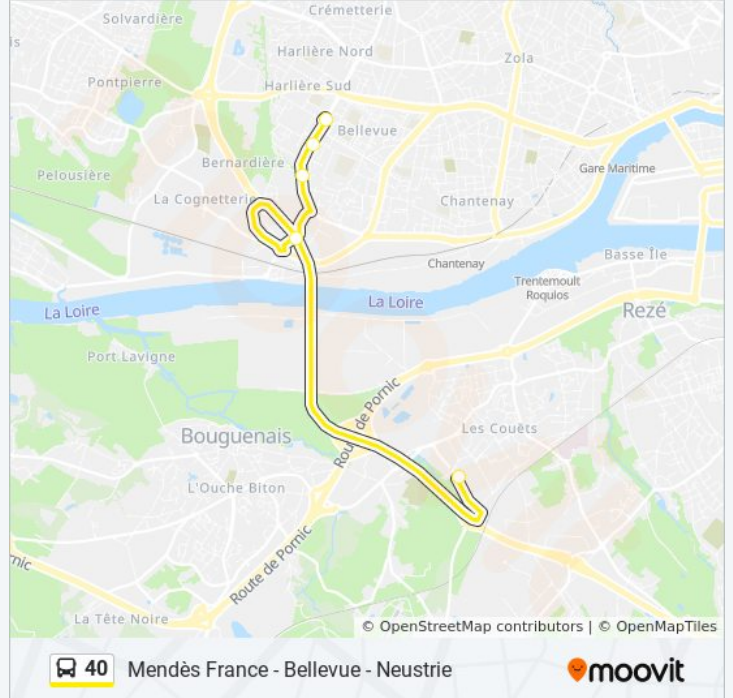 Crémetterie
Solvardière
is
Harlière Nord
Zola
Pontpierre
Harlière Sud
Bellevue
Bernardière
Gare Maritime
Pelousière
La Cognetterie
Chantenay
Basse Île
Chantenay
Trentemoult
Roquios
La Loire
La Loire
Rezé
Port Lavigne
Route de Pornic
Les Couëts
Bouguenais
L'Ouche Biton
Route de Pornic
nic
La Tête Noire
© OpenStreetMap contributors | © OpenMapTiles
40 Mendès France - Bellevue - Neustrie
moovit